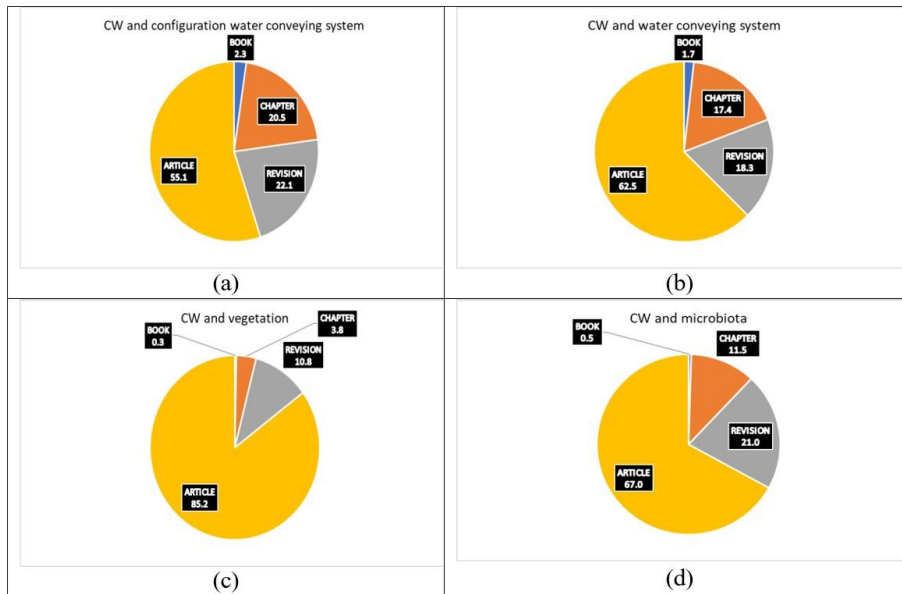 CW and configuration water conveying system
BOOK
2.3
CHAPTER
20.5
REVISION
22.1
ARTICLE
55.1
(a)
CW and water conveying system
BOOK
1.7
CHAPTER
17.4
REVISION
18.3
ARTICLE
62.5
(b)
CW and vegetation
BOOK
0.3
CHAPTER
3.8
REVISION
10.8
ARTICLE
85.2
(c)
CW and microbiota
BOOK
0.5
CHAPTER
11.5
REVISION
21.0
ARTICLE
67.0
(d)